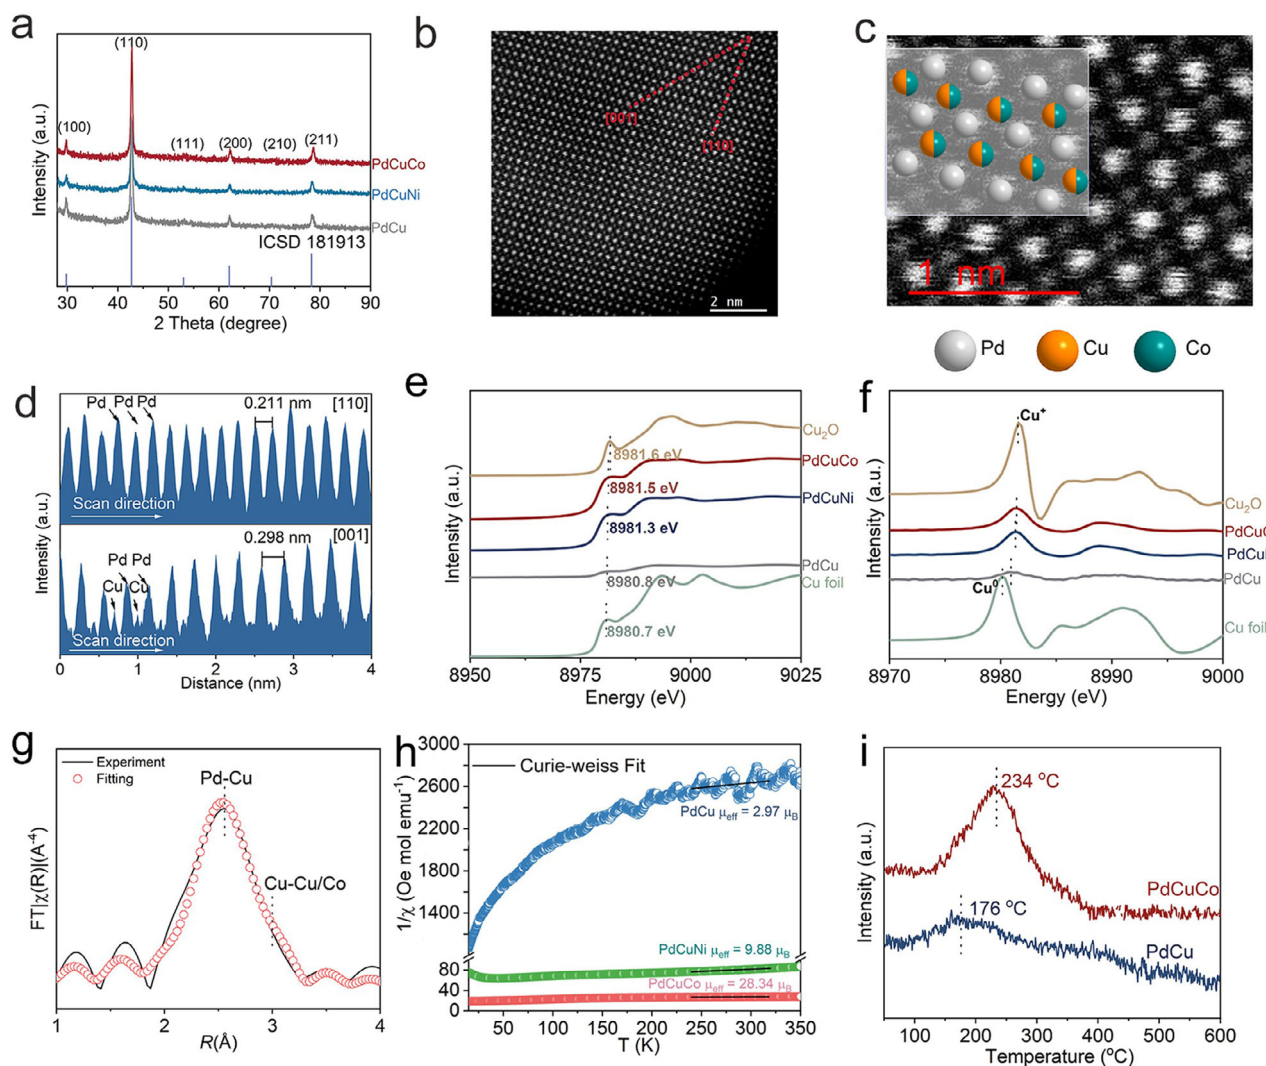 a
(110)
(100)
(111)
(200)
(210)
(211)
PdCuCo
PdCuNi
PdCu
ICSD 181913
Intensity (a.u.)
30 40 50 60 70 80 90
2 Theta (degree)
b
[001]
[110]
2 nm
c
1 nm
Pd
Cu
Co
d
Pd
Pd
Pd
0.211 nm
[110]
Scan direction
0.298 nm
[001]
Pd
Pd
Cu
Cu
Scan direction
Intensity (a.u.)
0 1 2 3 4
Distance (nm)
e
Cu₂O
8981.6 eV
PdCuCo
8981.5 eV
PdCuNi
8981.3 eV
PdCu
8980.8 eV
Cu foil
8980.7 eV
Intensity (a.u.)
8950 8975 9000 9025
Energy (eV)
f
Cu⁺
Cu₂O
PdCuC
PdCu
PdCu
Cu⁰
Cu foil
Intensity (a.u.)
8970 8980 8990 9000
Energy (eV)
g
Experiment
Fitting
Pd-Cu
Cu-Cu/Co
FT|χ(R)|(A⁻⁴)
1 2 3 4
R(Å)
h
3000
2600
2200
1800
1400
80
40
0
Curie-weiss Fit
PdCu μeff = 2.97 μB
PdCuNi μeff = 9.88 μB
PdCuCo μeff = 28.34 μB
1/χ (Oe mol emu⁻¹)
50 100 150 200 250 300 350
T (K)
i
234 °C
PdCuCo
176 °C
PdCu
Intensity (a.u.)
100 200 300 400 500 600
Temperature (°C)